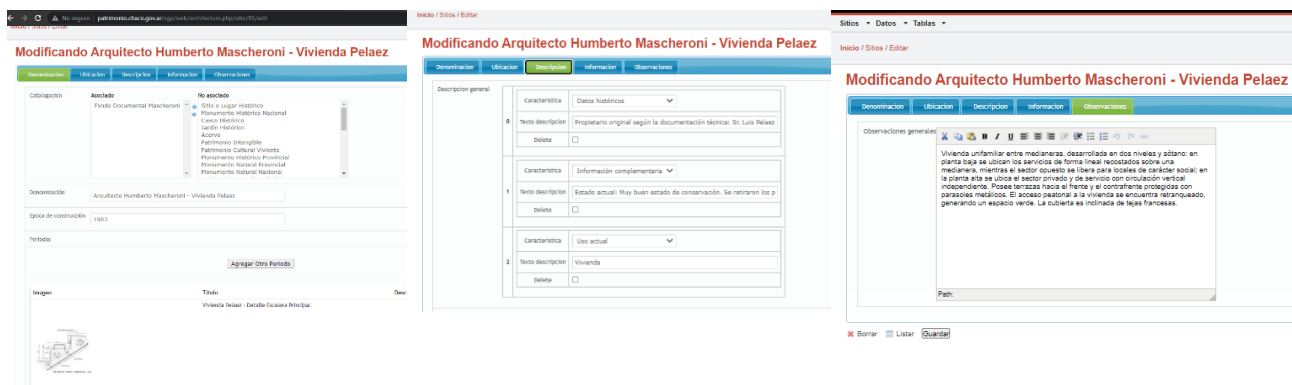 No seguro | patrimonio.chaco.gov.ar/sgp/web/architecture.php/sitio/
Inicio / Sitios / Editar
Modificando Arquitecto Humberto Mascheroni - Vivienda Pelaez
Denominacion Ubicacion Descripcion Informacion Observaciones
Catalogación
Asociado
Fondo Documental Mascheroni
No asociado
Sitio o Lugar Histórico
Monumento Histórico Nacional
Casco Histórico
Jardin Histórico
Acervo
Patrimonio Intangible
Patrimonio Cultural Viviente
Monumento Histórico Provincial
Monumento Natural Provincial
Monumento Natural Nacional
Denominación
Arquitecto Humberto Mascheroni - Vivienda Pelaez
Epoca de construcción
Periodos
Agregar Otro Periodo
Imagen Título
Vivienda Pelaez - Detalle Escalera Principal
Inicio / Sitios / Editar
Modificando Arquitecto Humberto Mascheroni - Vivienda Pelaez
Denominacion Ubicacion Descripcion Informacion Observaciones
Descripcion general
0
Característica Datos históricos
Texto descripcion Propietario original según la documentación técnica: Sr. Luis Pelaez
Delete
1
Característica Información complementaria
Texto descripcion Estado actual: Muy buen estado de conservación. Se retiraron los p
Delete
2
Característica Uso actual
Texto descripcion Vivienda
Delete
Sitios Datos Tablas
Inicio / Sitios / Editar
Modificando Arquitecto Humberto Mascheroni - Vivienda Pelaez
Denominacion Ubicacion Descripcion Informacion Observaciones
Observaciones generales
Vivienda unifamiliar entre medianeras, desarrollada en dos niveles y sótano: en
planta baja se ubican los servicios de forma lineal recostados sobre una
medianera, mientras el sector opuesto se libera para locales de carácter social; en
la planta alta se ubica el sector privado y de servicio con circulación vertical
independiente. Posee terrazas hacia el frente y el contrafrente protegidas con
parasoles metálicos. El acceso peatonal a la vivienda se encuentra retranqueado,
generando un espacio verde. La cubierta es inclinada de tejas francesas.
Path:
Borrar Listar Guardar